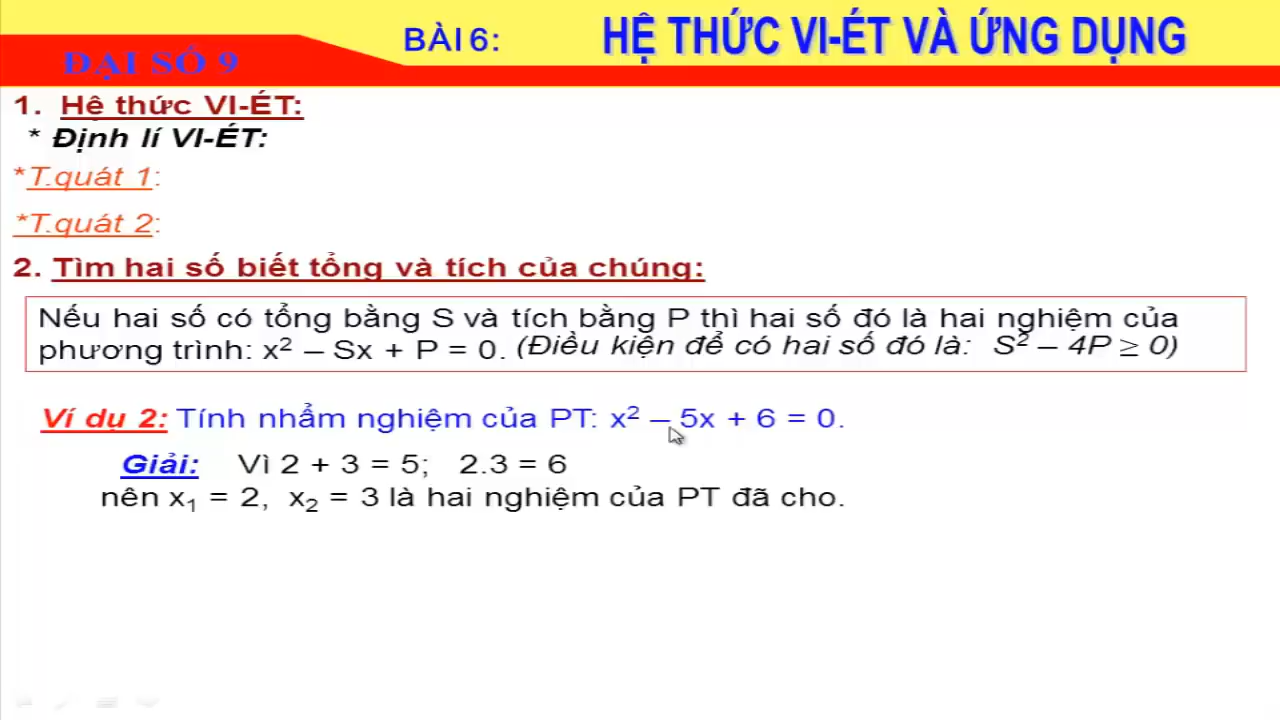 BÀI 6: HỆ THỨC VI-ÉT VÀ ỨNG DỤNG
ĐẠI SỐ 9
1. Hệ thức VI-ÉT:
* Định lí VI-ÉT:
*T.quát 1:
*T.quát 2:
2. Tìm hai số biết tổng và tích của chúng:
Nếu hai số có tổng bằng S và tích bằng P thì hai số đó là hai nghiệm của
phương trình: x² – Sx + P = 0. (Điều kiện để có hai số đó là: S² – 4P ≥ 0)
Ví dụ 2: Tính nhẩm nghiệm của PT: x² – 5x + 6 = 0.
Giải: Vì 2 + 3 = 5; 2.3 = 6
nên x₁ = 2, x₂ = 3 là hai nghiệm của PT đã cho.